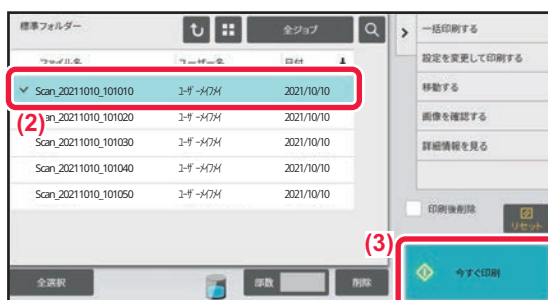 標準フォルダー
全ジョブ
ファイル名 ユーザー名 日付
Scan_20211010_101010 ﾕｰｻﾞｰﾒｲﾒｲ 2021/10/10
(2)
Scan_20211010_101020 ﾕｰｻﾞｰﾒｲﾒｲ 2021/10/10
Scan_20211010_101030 ﾕｰｻﾞｰﾒｲﾒｲ 2021/10/10
Scan_20211010_101040 ﾕｰｻﾞｰﾒｲﾒｲ 2021/10/10
Scan_20211010_101050 ﾕｰｻﾞｰﾒｲﾒｲ 2021/10/10
全選択
部数
削除
一括印刷する
設定を変更して印刷する
移動する
画像を確認する
詳細情報を見る
印刷後削除
リセット
(3)
今すぐ印刷